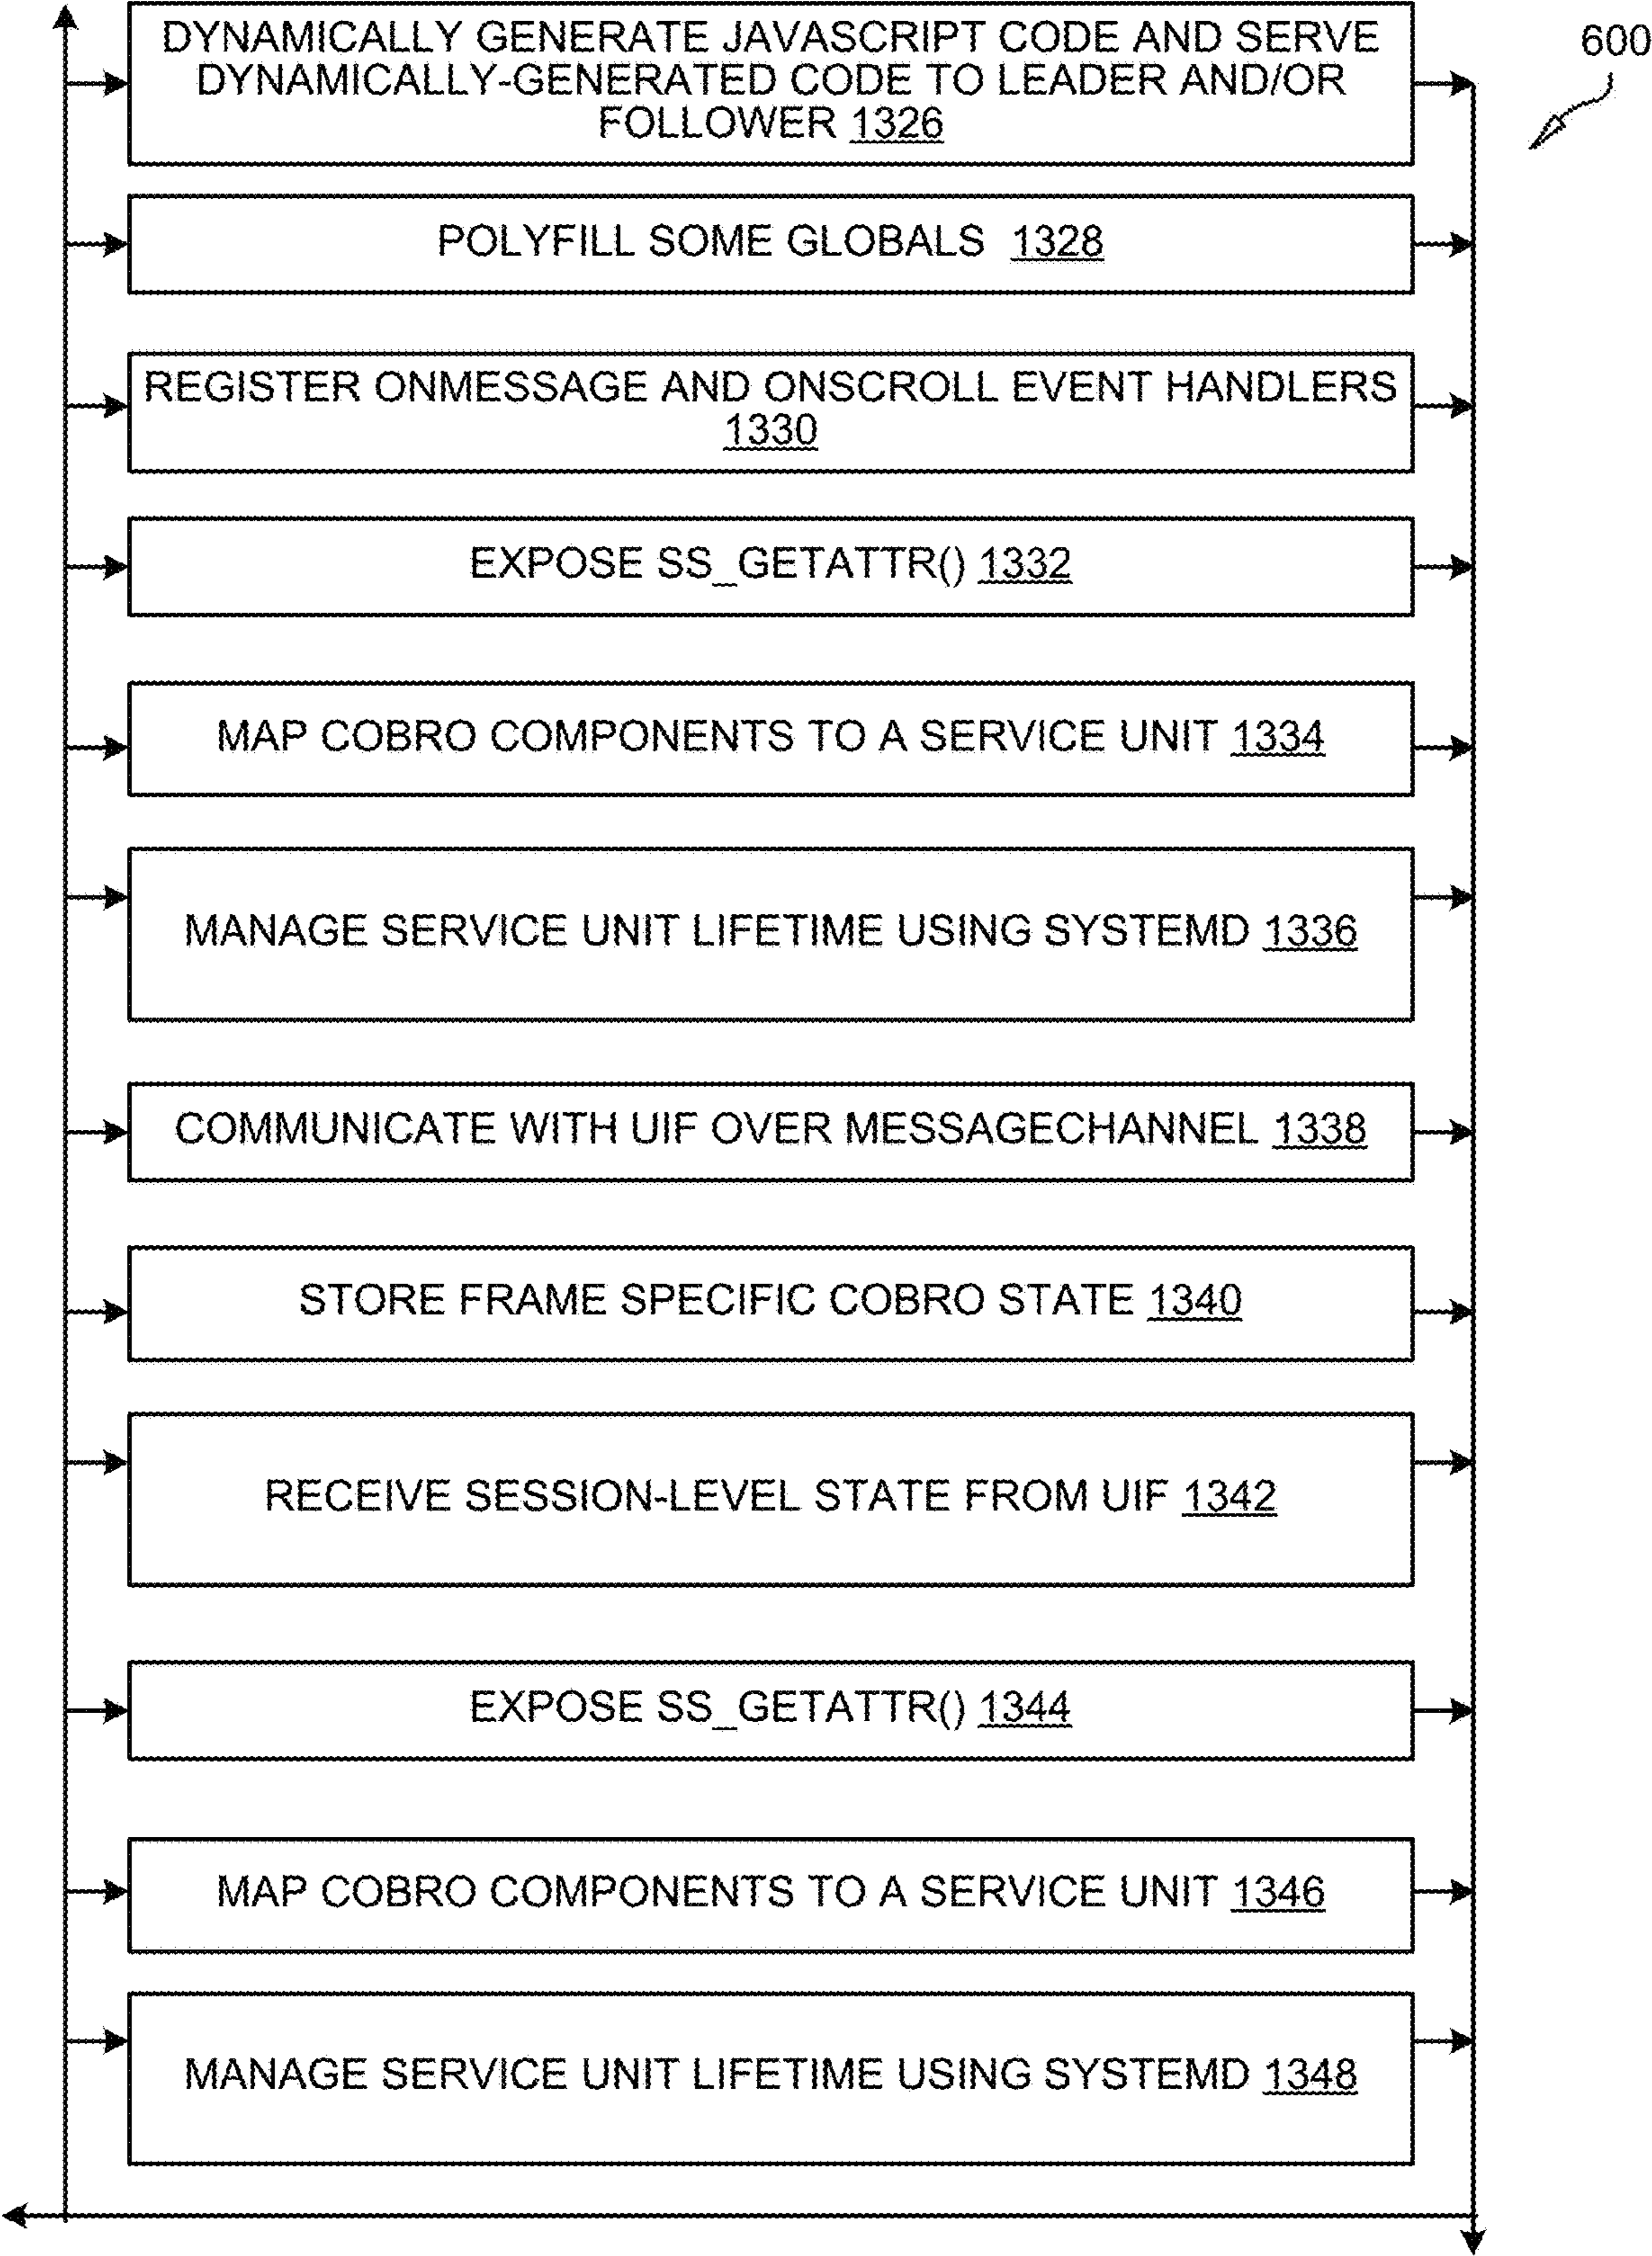 DYNAMICALLY GENERATE JAVASCRIPT CODE AND SERVE
DYNAMICALLY-GENERATED CODE TO LEADER AND/OR
FOLLOWER 1326
600
POLYFILL SOME GLOBALS 1328
REGISTER ONMESSAGE AND ONSCROLL EVENT HANDLERS
1330
EXPOSE SS_GETATTR() 1332
MAP COBRO COMPONENTS TO A SERVICE UNIT 1334
MANAGE SERVICE UNIT LIFETIME USING SYSTEMD 1336
COMMUNICATE WITH UIF OVER MESSAGECHANNEL 1338
STORE FRAME SPECIFIC COBRO STATE 1340
RECEIVE SESSION-LEVEL STATE FROM UIF 1342
EXPOSE SS_GETATTR() 1344
MAP COBRO COMPONENTS TO A SERVICE UNIT 1346
MANAGE SERVICE UNIT LIFETIME USING SYSTEMD 1348